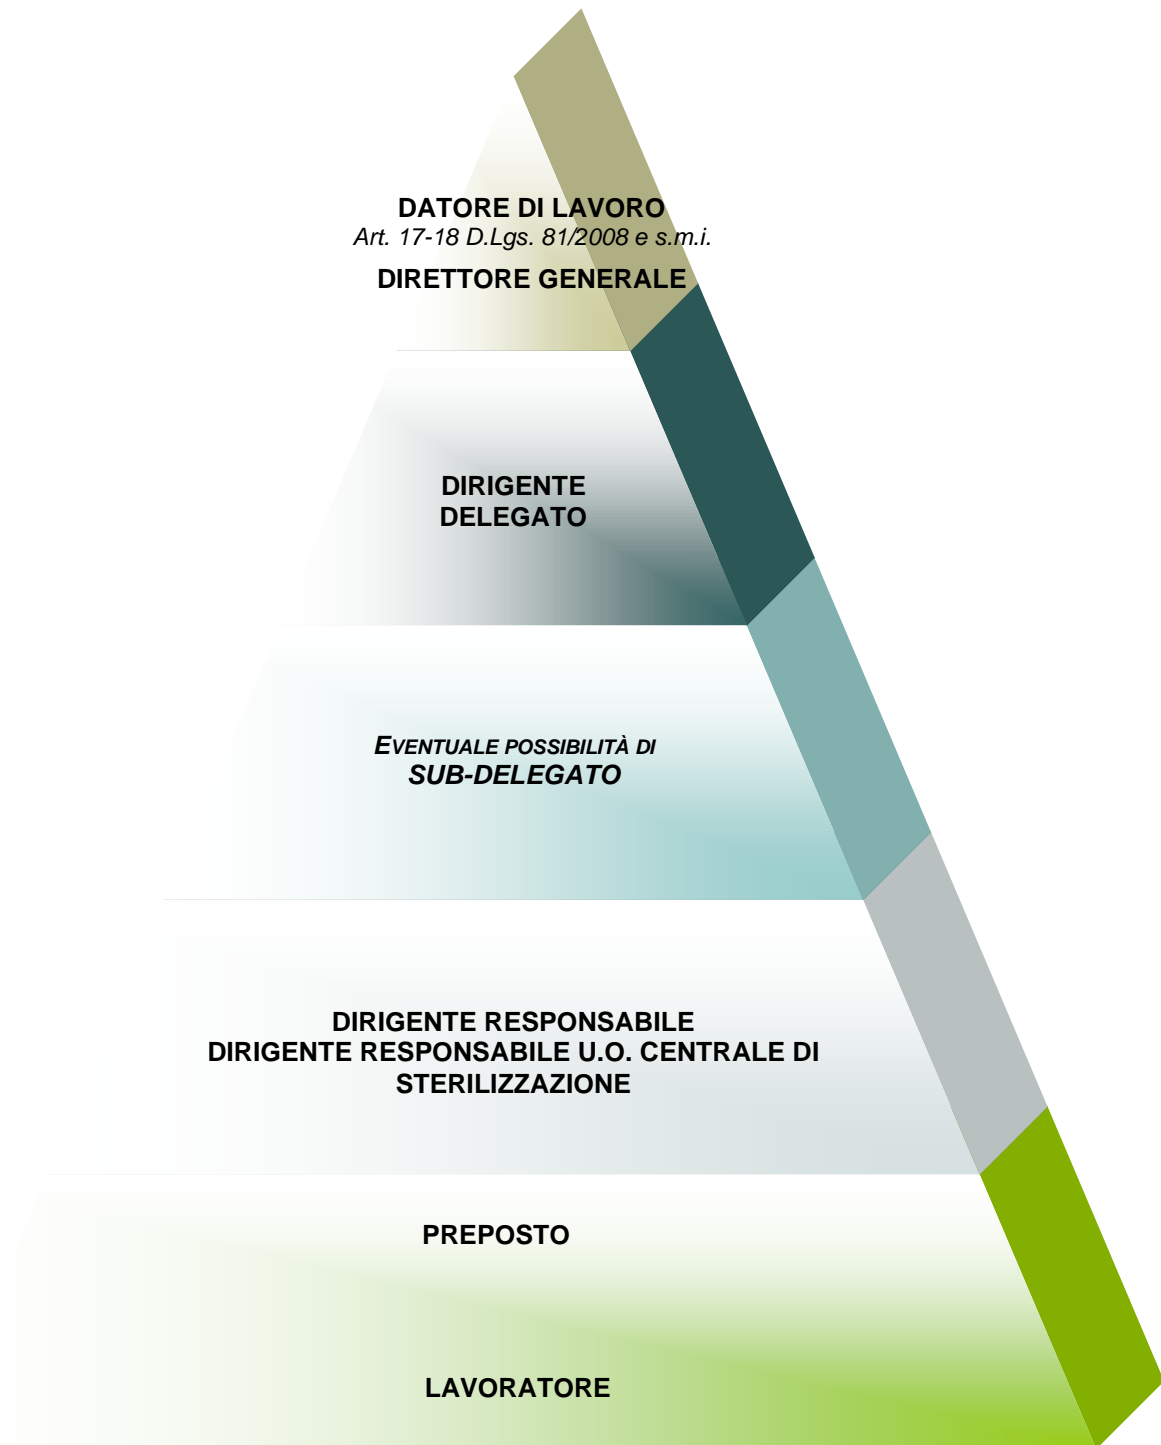 DATORE DI LAVORO
Art. 17-18 D.Lgs. 81/2008 e s.m.i.
DIRETTORE GENERALE
DIRIGENTE
DELEGATO
EVENTUALE POSSIBILITÀ DI
SUB-DELEGATO
DIRIGENTE RESPONSABILE
DIRIGENTE RESPONSABILE U.O. CENTRALE DI
STERILIZZAZIONE
PREPOSTO
LAVORATORE